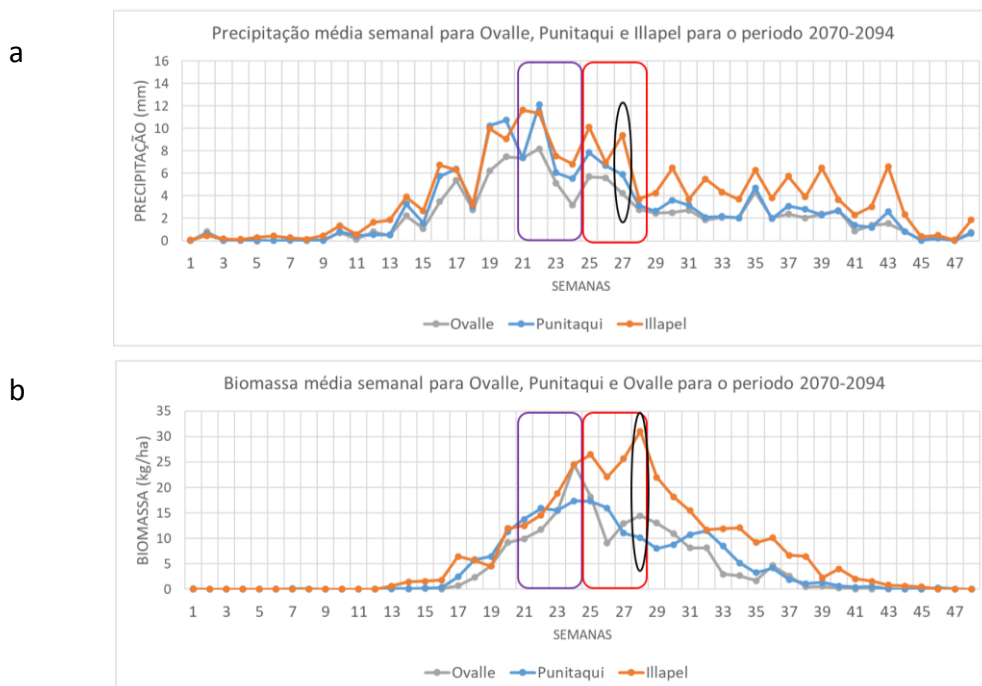 a
Precipitação média semanal para Ovalle, Punitaqui e Illapel para o periodo 2070-2094
PRECIPITAÇÃO (mm)
16
14
12
10
8
6
4
2
0
1 3 5 7 9 11 13 15 17 19 21 23 25 27 29 31 33 35 37 39 41 43 45 47
SEMANAS
Ovalle Punitaqui Illapel
b
Biomassa média semanal para Ovalle, Punitaqui e Ovalle para o periodo 2070-2094
BIOMASSA (kg/ha)
35
30
25
20
15
10
5
0
1 3 5 7 9 11 13 15 17 19 21 23 25 27 29 31 33 35 37 39 41 43 45 47
SEMANAS
Ovalle Punitaqui Illapel